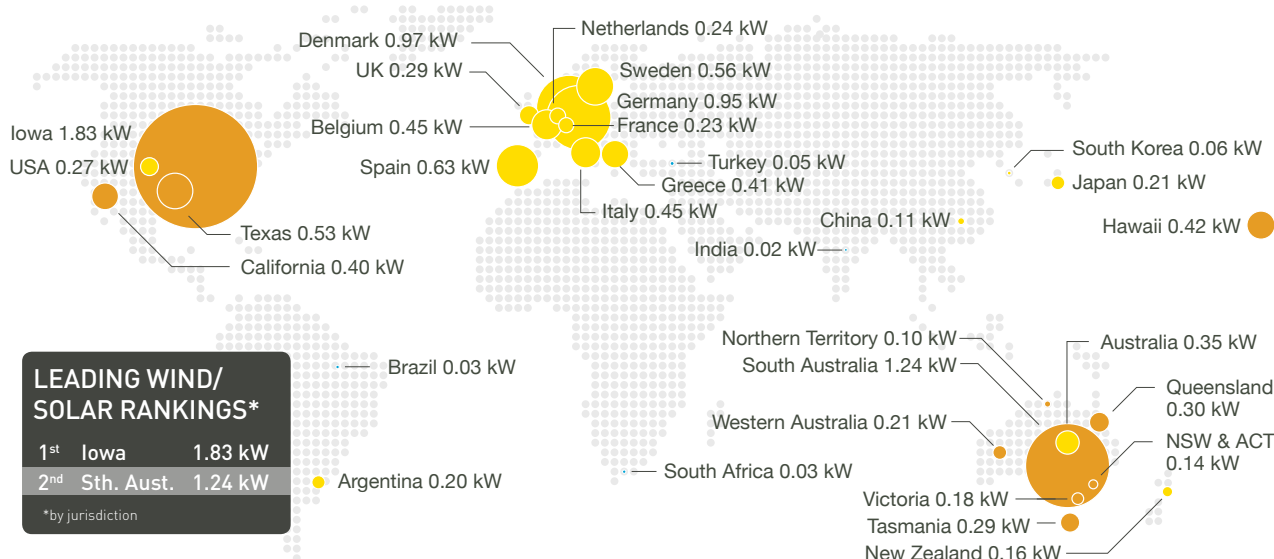 Netherlands 0.24 kW
Denmark 0.97 kW
UK 0.29 kW
Sweden 0.56 kW
Germany 0.95 kW
Belgium 0.45 kW
France 0.23 kW
Iowa 1.83 kW
USA 0.27 kW
Spain 0.63 kW
Turkey 0.05 kW
Greece 0.41 kW
Italy 0.45 kW
South Korea 0.06 kW
Japan 0.21 kW
China 0.11 kW
Hawaii 0.42 kW
India 0.02 kW
Texas 0.53 kW
California 0.40 kW
Northern Territory 0.10 kW
South Australia 1.24 kW
Australia 0.35 kW
Queensland
0.30 kW
Western Australia 0.21 kW
NSW & ACT
0.14 kW
Brazil 0.03 kW
South Africa 0.03 kW
Argentina 0.20 kW
Victoria 0.18 kW
Tasmania 0.29 kW
New Zealand 0.16 kW
LEADING WIND/
SOLAR RANKINGS*
1st Iowa 1.83 kW
2nd Sth. Aust. 1.24 kW
*by jurisdiction